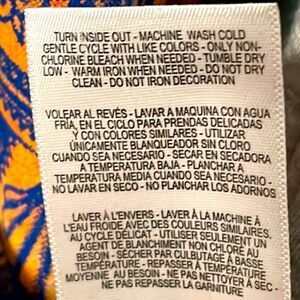 TURN INSIDE OUT - MACHINE WASH COLD
GENTLE CYCLE WITH LIKE COLORS - ONLY NON-
CHLORINE BLEACH WHEN NEEDED - TUMBLE DRY
LOW - WARM IRON WHEN NEEDED - DO NOT DRY
CLEAN - DO NOT IRON DECORATION
VOLEAR AL REVÉS - LAVAR A MAQUINA CON AGUA
FRÍA, EN EL CICLO PARA PRENDAS DELICADAS
Y CON COLORES SIMILARES - UTILIZAR
ÚNICAMENTE BLANQUEADOR SIN CLORO
CUANDO SEA NECESARIO - SECAR EN SECADORA
A TEMPERATURA BAJA - PLANCHAR A
TEMPERATURA MEDIA CUANDO SEA NECESARIO
- NO LAVAR EN SECO - NO PLANCHAR LOS ADORNOS
LAVER À L'ENVERS - LAVER À LA MACHINE À
L'EAU FROIDE AVEC DES COULEURS SIMILAIRES,
AU CYCLE DÉLICAT - UTILISER SEULEMENT UN
AGENT DE BLANCHIMENT NON CHLORÉ AU
BESOIN - SÉCHER PAR CULBUTAGE À BASSE
TEMPÉRATURE - REPASSER À TEMPÉRATURE
MOYENNE AU BESOIN - NE PAS NETTOYER À SEC
- NE PAS REPASSER LA GARNITURE